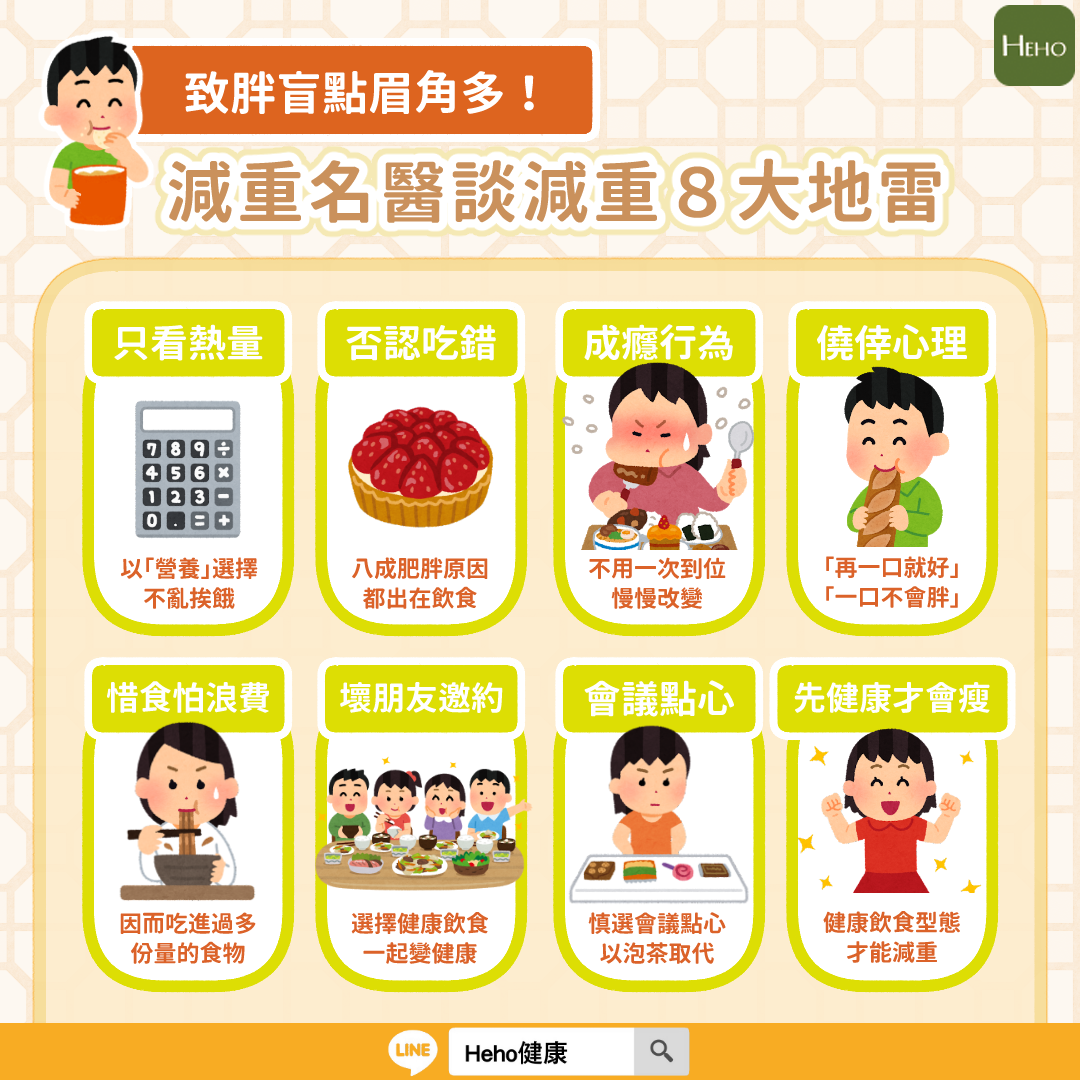 HEHO
致胖盲點眉角多！
減重名醫談減重8大地雷
只看熱量
否認吃錯
成癮行為
僥倖心理
7 8 9 ÷
4 5 6 ×
1 2 3 −
0 . = +
以「營養」選擇
不亂挨餓
八成肥胖原因
都出在飲食
不用一次到位
慢慢改變
「再一口就好」
「一口不會胖」
惜食怕浪費
壞朋友邀約
會議點心
先健康才會瘦
因而吃進過多
份量的食物
選擇健康飲食
一起變健康
慎選會議點心
以泡茶取代
健康飲食型態
才能減重
LINE
Heho健康